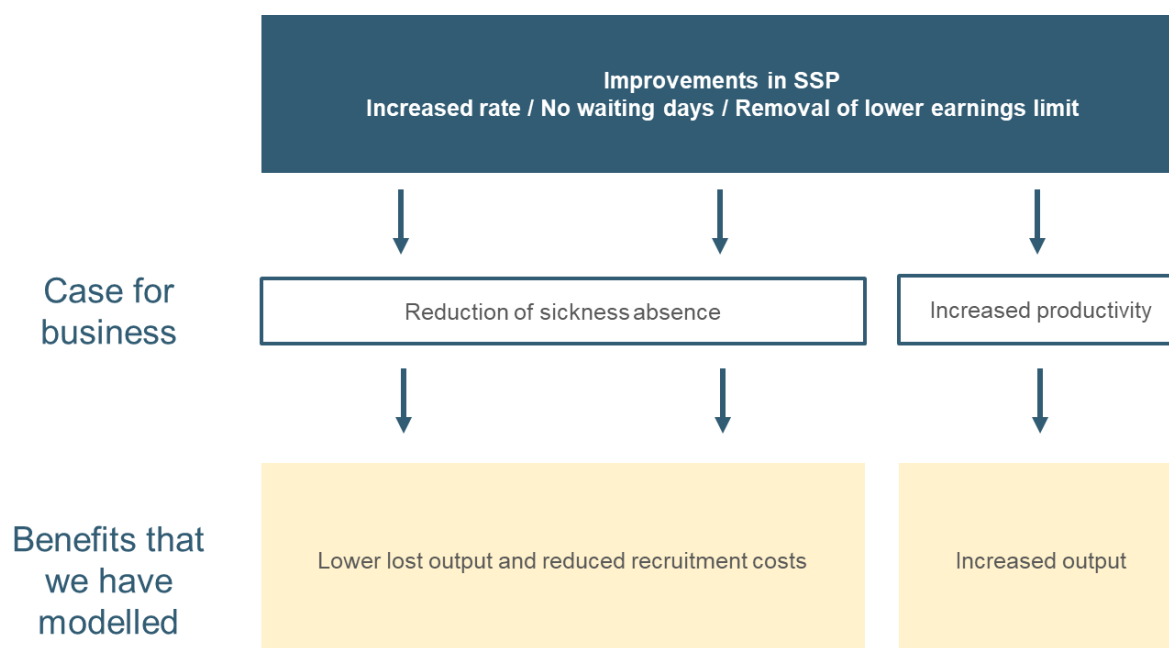 Improvements in SSP
Increased rate / No waiting days / Removal of lower earnings limit
Case for
business
Reduction of sickness absence
Increased productivity
Benefits that
we have
modelled
Lower lost output and reduced recruitment costs
Increased output